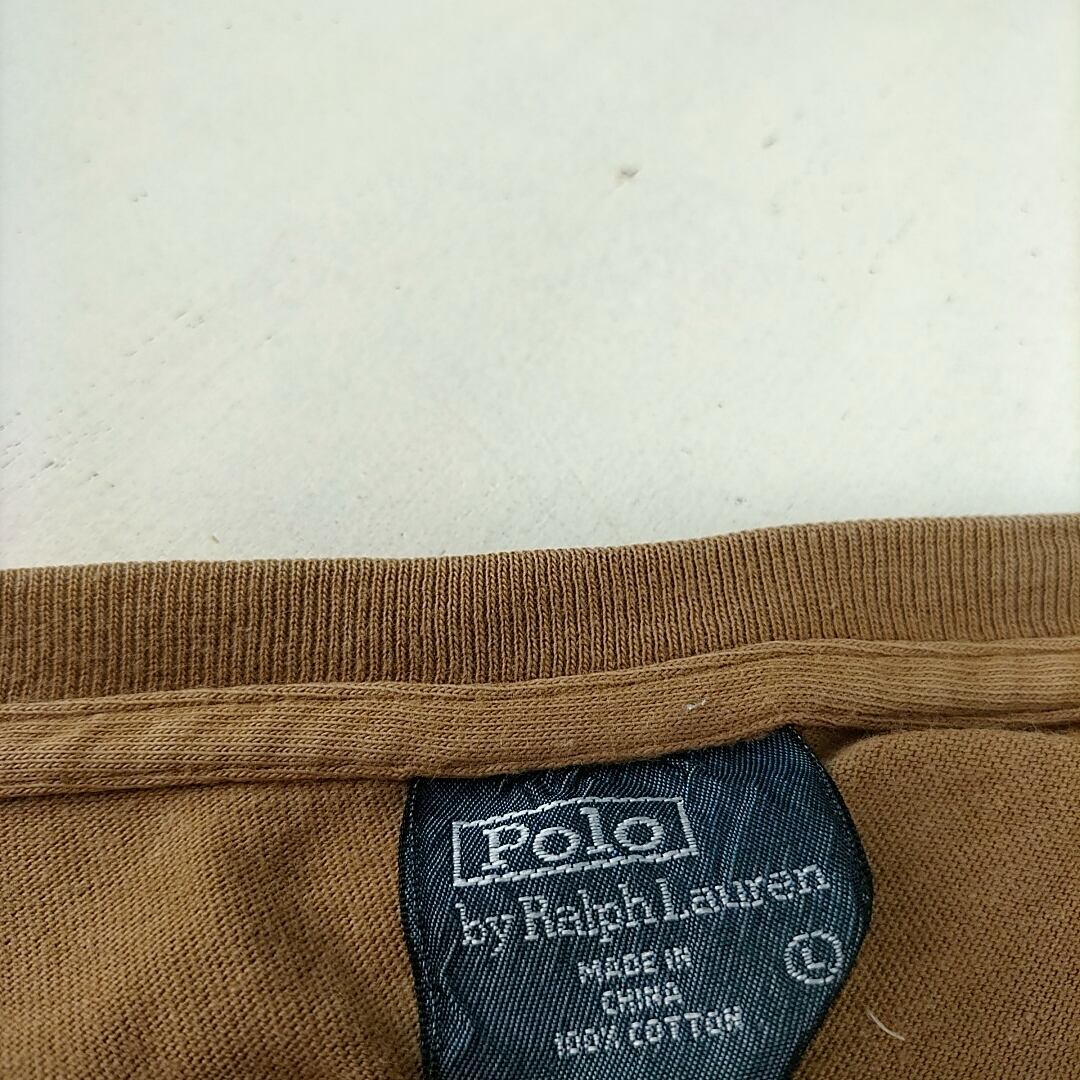 Polo
by Ralph Lauren
L
MADE IN
CHINA
100% COTTON